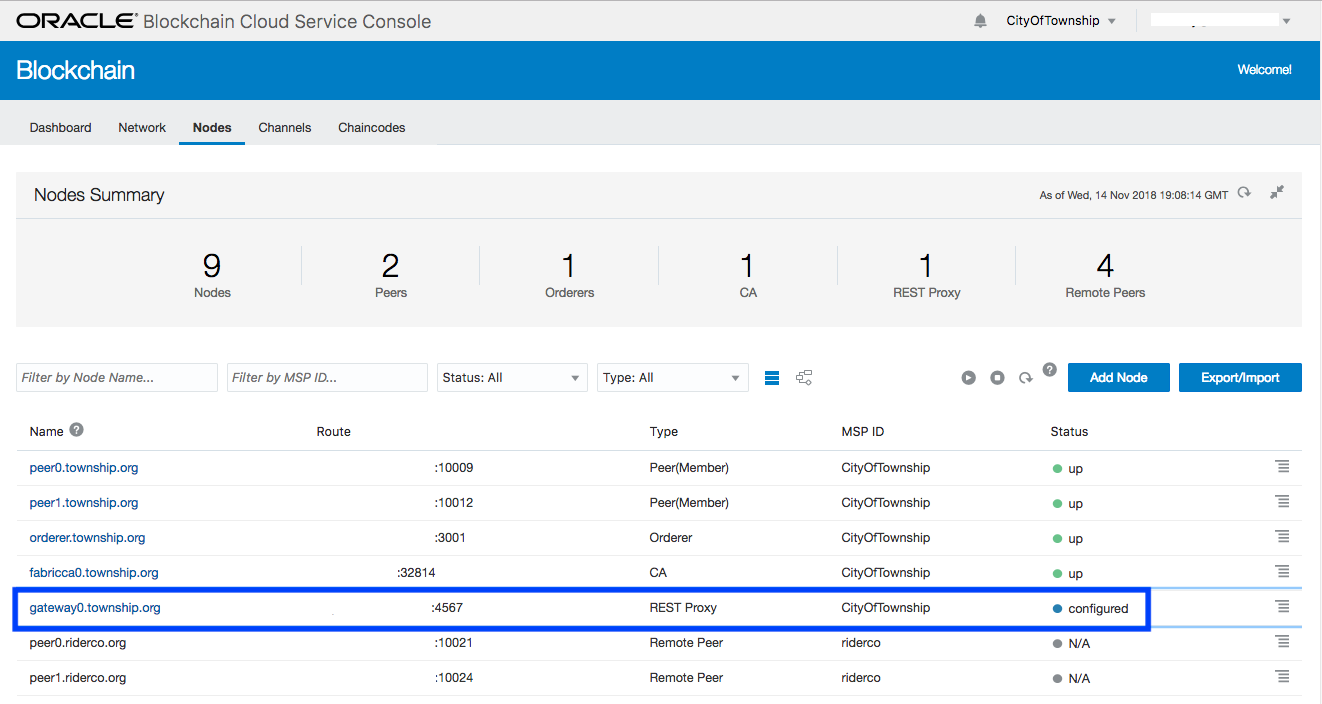 ORACLE® Blockchain Cloud Service Console CityOfTownship
Blockchain Welcome!
Dashboard Network Nodes Channels Chaincodes
Nodes Summary As of Wed, 14 Nov 2018 19:08:14 GMT
9 2 1 1 1 4
Nodes Peers Orderers CA REST Proxy Remote Peers
Filter by Node Name... Filter by MSP ID... Status: All Type: All ? Add Node Export/Import
Name ? Route Type MSP ID Status
peer0.township.org :10009 Peer(Member) CityOfTownship up
peer1.township.org :10012 Peer(Member) CityOfTownship up
orderer.township.org :3001 Orderer CityOfTownship up
fabricca0.township.org :32814 CA CityOfTownship up
gateway0.township.org :4567 REST Proxy CityOfTownship configured
peer0.riderco.org :10021 Remote Peer riderco N/A
peer1.riderco.org :10024 Remote Peer riderco N/A